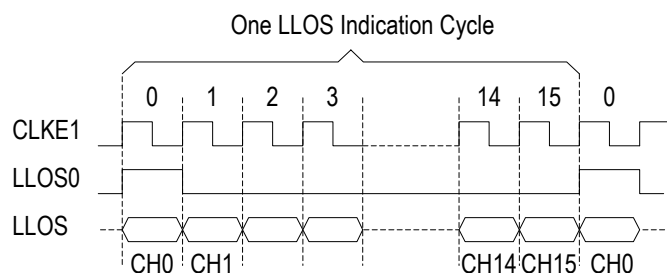 One LLOS Indication Cycle
0 1 2 3 14 15 0
CLKE1
LLOS0
LLOS
CH0 CH1 CH14 CH15 CH0